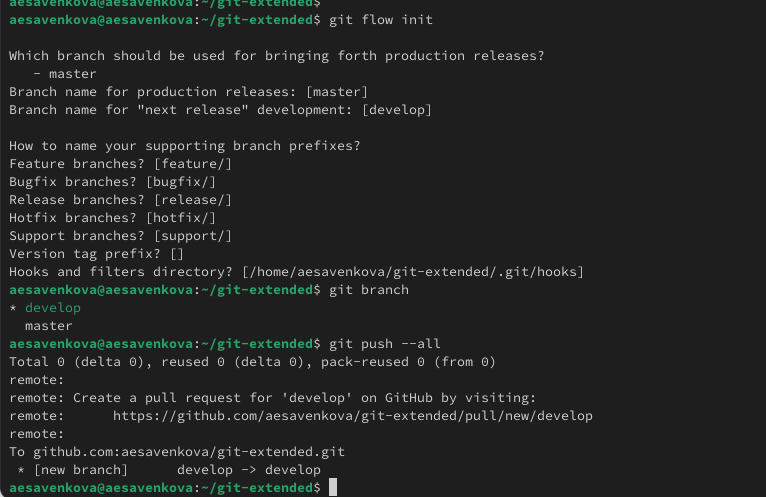 aesavenkova@aesavenkova:~/git-extended$
aesavenkova@aesavenkova:~/git-extended$ git flow init

Which branch should be used for bringing forth production releases?
   - master
Branch name for production releases: [master]
Branch name for "next release" development: [develop]

How to name your supporting branch prefixes?
Feature branches? [feature/]
Bugfix branches? [bugfix/]
Release branches? [release/]
Hotfix branches? [hotfix/]
Support branches? [support/]
Version tag prefix? []
Hooks and filters directory? [/home/aesavenkova/git-extended/.git/hooks]
aesavenkova@aesavenkova:~/git-extended$ git branch
* develop
  master
aesavenkova@aesavenkova:~/git-extended$ git push --all
Total 0 (delta 0), reused 0 (delta 0), pack-reused 0 (from 0)
remote:
remote: Create a pull request for 'develop' on GitHub by visiting:
remote:      https://github.com/aesavenkova/git-extended/pull/new/develop
remote:
To github.com:aesavenkova/git-extended.git
 * [new branch]      develop -> develop
aesavenkova@aesavenkova:~/git-extended$